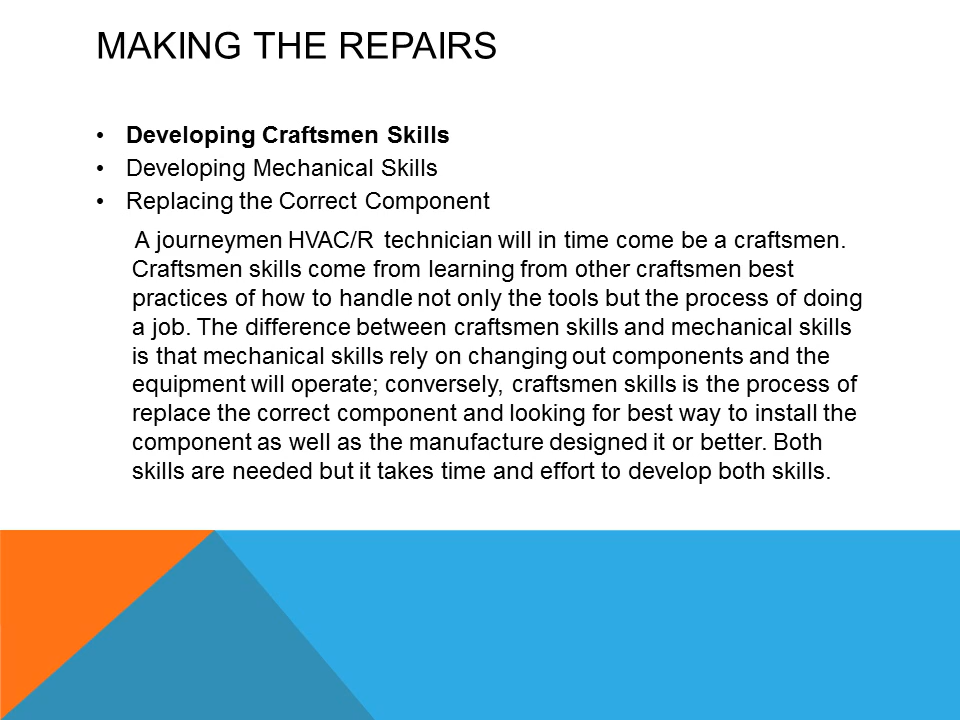 MAKING THE REPAIRS
• Developing Craftsmen Skills
• Developing Mechanical Skills
• Replacing the Correct Component
A journeymen HVAC/R technician will in time come be a craftsmen.
Craftsmen skills come from learning from other craftsmen best
practices of how to handle not only the tools but the process of doing
a job. The difference between craftsmen skills and mechanical skills
is that mechanical skills rely on changing out components and the
equipment will operate; conversely, craftsmen skills is the process of
replace the correct component and looking for best way to install the
component as well as the manufacture designed it or better. Both
skills are needed but it takes time and effort to develop both skills.